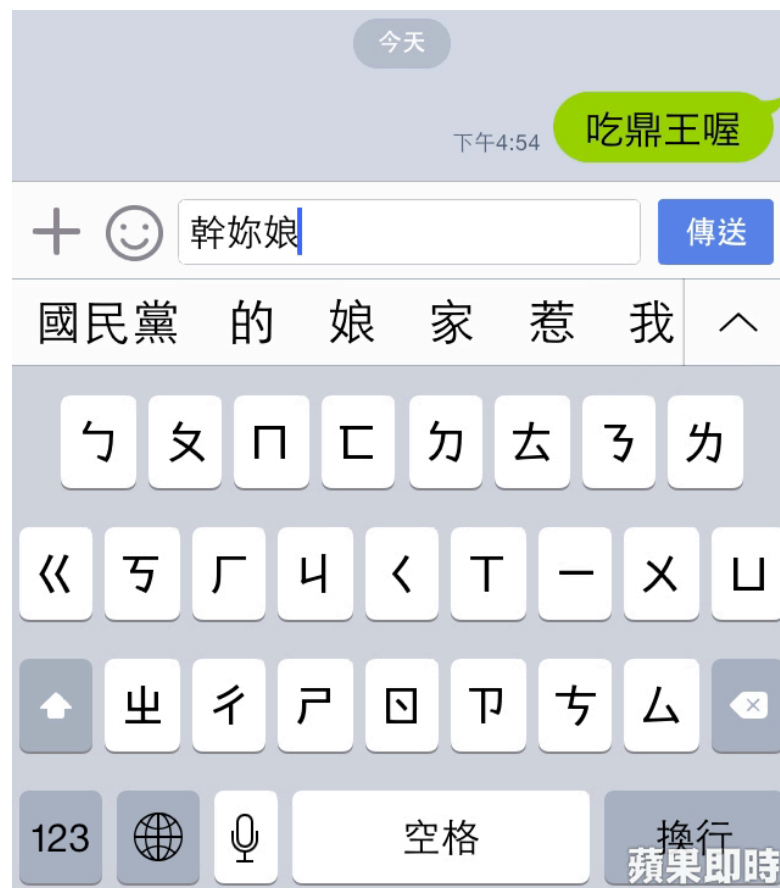 今天
下午4:54 吃鼎王喔
幹妳娘 傳送
國民黨 的 娘 家 惹 我
ㄅ ㄆ ㄇ ㄈ ㄉ ㄊ ㄋ ㄌ
ㄍ ㄎ ㄏ ㄐ ㄑ ㄒ ㄧ ㄨ ㄩ
ㄓ ㄔ ㄕ ㄖ ㄗ ㄘ ㄙ
123 空格 換行
蘋果即時